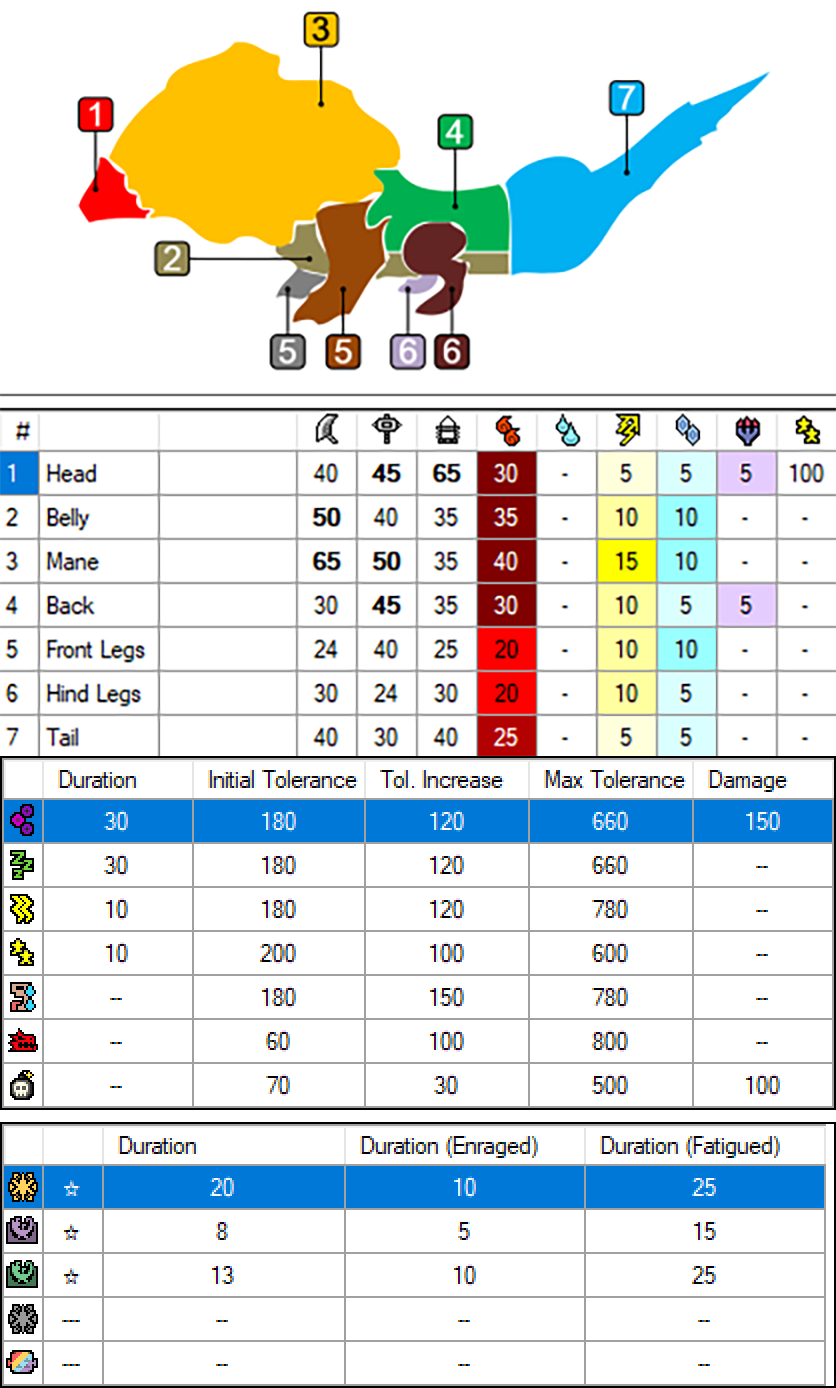 3
1
7
4
2
5 5 6 6
#
1 Head 40 45 65 30 - 5 5 5 100
2 Belly 50 40 35 35 - 10 10 - -
3 Mane 65 50 35 40 - 15 10 - -
4 Back 30 45 35 30 - 10 5 5 -
5 Front Legs 24 40 25 20 - 10 10 - -
6 Hind Legs 30 24 30 20 - 10 5 - -
7 Tail 40 30 40 25 - 5 5 - -
Duration Initial Tolerance Tol. Increase Max Tolerance Damage
30 180 120 660 150
30 180 120 660 --
10 180 120 780 --
10 200 100 600 --
-- 180 150 780 --
-- 60 100 800 --
-- 70 30 500 100
Duration Duration (Enraged) Duration (Fatigued)
☆ 20 10 25
☆ 8 5 15
☆ 13 10 25
--- -- -- --
--- -- -- --